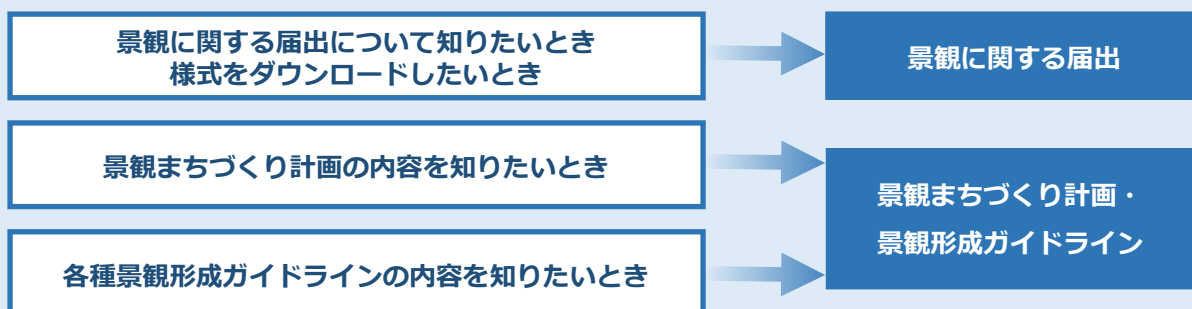 景観に関する届出について知りたいとき
様式をダウンロードしたいとき
景観に関する届出
景観まちづくり計画の内容を知りたいとき
景観まちづくり計画・
景観形成ガイドライン
各種景観形成ガイドラインの内容を知りたいとき